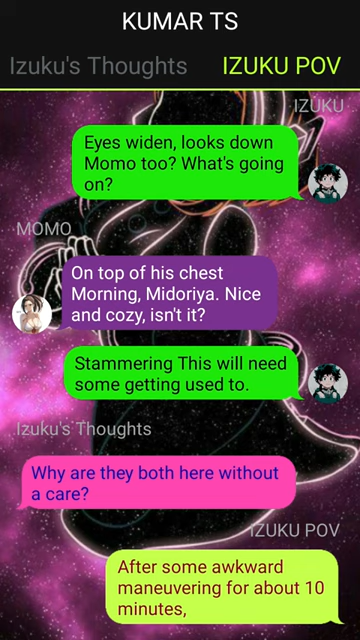 KUMAR TS
Izuku's Thoughts IZUKU POV
IZUKU
Eyes widen, looks down
Momo too? What's going
on?
MOMO
On top of his chest
Morning, Midoriya. Nice
and cozy, isn't it?
Stammering This will need
some getting used to.
Izuku's Thoughts
Why are they both here without
a care?
IZUKU POV
After some awkward
maneuvering for about 10
minutes,